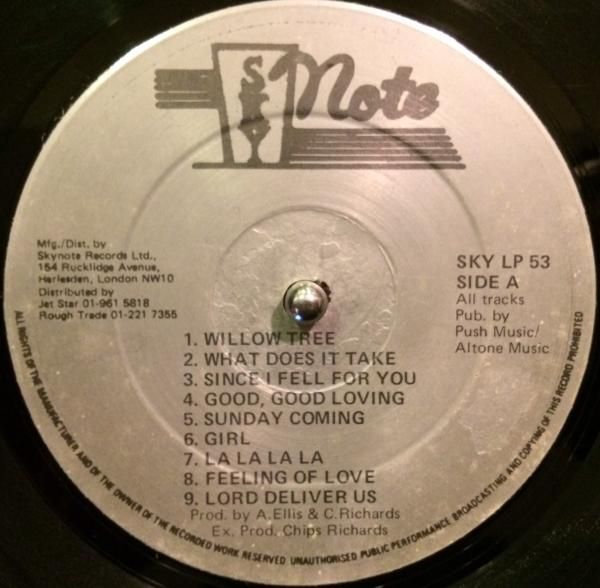 SKY Note
Mfg./Dist. by
Skynote Records Ltd.,
154 Rucklidge Avenue,
Harlesden, London NW10
Distributed by
Jet Star 01-961 5818
Rough Trade 01-221 7355
SKY LP 53
SIDE A
All tracks
Pub. by
Push Music/
Altone Music
1. WILLOW TREE
2. WHAT DOES IT TAKE
3. SINCE I FELL FOR YOU
4. GOOD, GOOD LOVING
5. SUNDAY COMING
6. GIRL
7. LA LA LA LA
8. FEELING OF LOVE
9. LORD DELIVER US
Prod. by A.Ellis & C.Richards
Ex. Prod. Chips Richards
ALL RIGHTS OF THE MANUFACTURER AND OF THE OWNER OF THE RECORDED WORK RESERVED UNAUTHORISED PUBLIC PERFORMANCE BROADCASTING AND COPYING OF THIS RECORD PROHIBITED